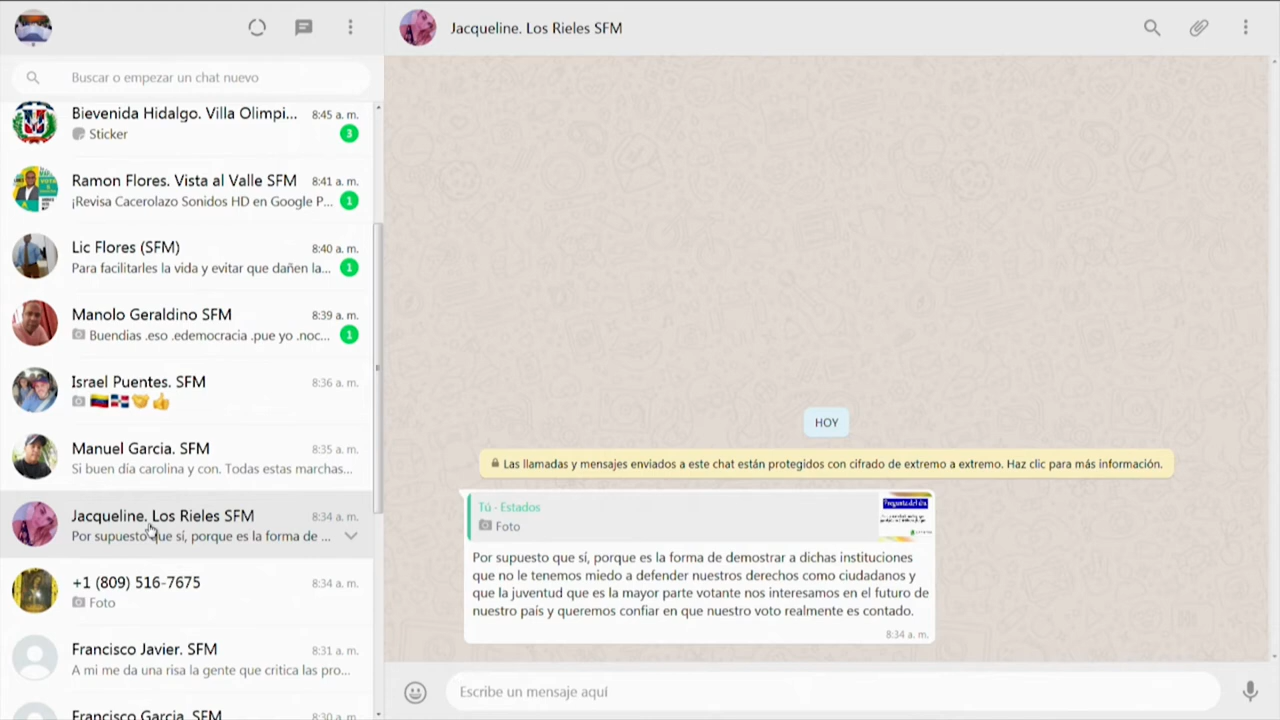 Buscar o empezar un chat nuevo
Bievenida Hidalgo. Villa Olimpi...
8:45 a. m.
Sticker
3
Ramon Flores. Vista al Valle SFM
8:41 a. m.
¡Revisa Cacerolazo Sonidos HD en Google P...
1
Lic Flores (SFM)
8:40 a. m.
Para facilitarles la vida y evitar que dañen la...
1
Manolo Geraldino SFM
8:39 a. m.
Buendias .eso .edemocracia .pue yo .noc...
1
Israel Puentes. SFM
8:36 a. m.
Manuel Garcia. SFM
8:35 a. m.
Si buen día carolina y con. Todas estas marchas...
Jacqueline. Los Rieles SFM
8:34 a. m.
Por supuesto que sí, porque es la forma de ...
+1 (809) 516-7675
8:34 a. m.
Foto
Francisco Javier. SFM
8:31 a. m.
A mi me da una risa la gente que critica las pro...
Francisco Garcia. SFM
8:30 a. m.
Jacqueline. Los Rieles SFM
HOY
Las llamadas y mensajes enviados a este chat están protegidos con cifrado de extremo a extremo. Haz clic para más información.
Tú - Estados
Foto
Pregunta del día
Por supuesto que sí, porque es la forma de demostrar a dichas instituciones
que no le tenemos miedo a defender nuestros derechos como ciudadanos y
que la juventud que es la mayor parte votante nos interesamos en el futuro de
nuestro país y queremos confiar en que nuestro voto realmente es contado.
8:34 a. m.
Escribe un mensaje aquí